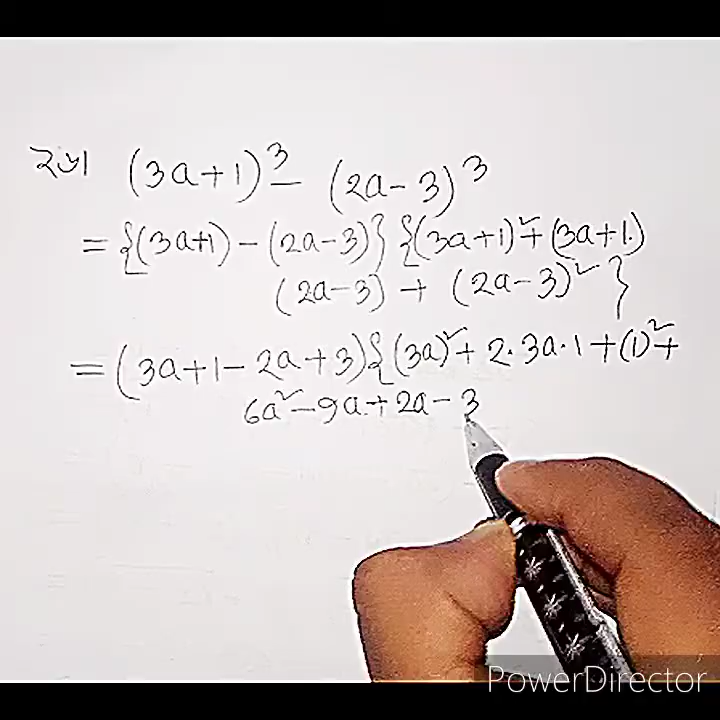 ২৬। (3a+1)³ - (2a-3)³
= {(3a+1) - (2a-3)} {(3a+1)² + (3a+1)
(2a-3) + (2a-3)² }
= (3a+1-2a+3) {(3a)² + 2·3a·1 + (1)² +
6a² - 9a + 2a - 3
PowerDirector